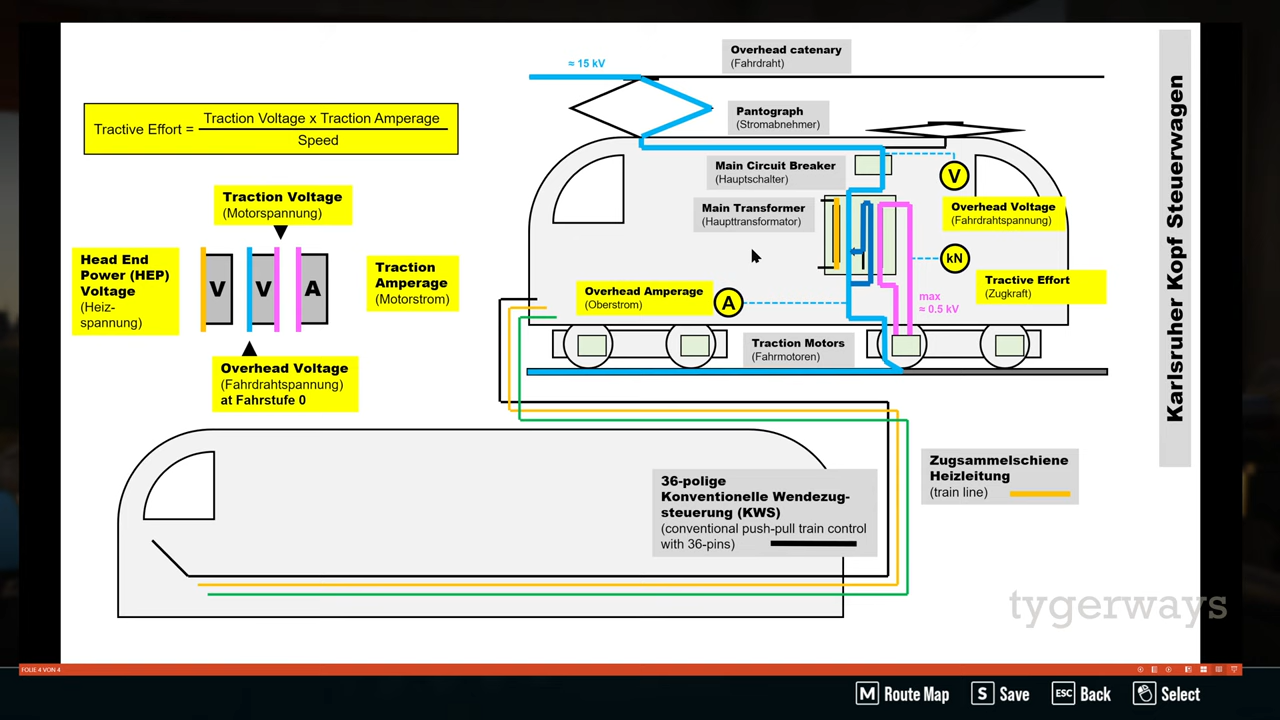 Overhead catenary
(Fahrdraht)
≈ 15 kV
Tractive Effort =
Traction Voltage x Traction Amperage
Speed
Pantograph
(Stromabnehmer)
Main Circuit Breaker
(Hauptschalter)
V
Main Transformer
(Haupttransformator)
Overhead Voltage
(Fahrdrahtspannung)
kN
Tractive Effort
(Zugkraft)
Overhead Amperage
(Oberstrom)
A
max
≈ 0.5 kV
Traction Motors
(Fahrmotoren)
Karlsruher Kopf Steuerwagen
Traction Voltage
(Motorspannung)
Head End
Power (HEP)
Voltage
(Heiz-
spannung)
V
V
A
Traction
Amperage
(Motorstrom)
Overhead Voltage
(Fahrdrahtspannung)
at Fahrstufe 0
Zugsammelschiene
Heizleitung
(train line)
36-polige
Konventionelle Wendezug-
steuerung (KWS)
(conventional push-pull train control
with 36-pins)
tygerways
FOLIE 4 VON 4
M Route Map
S Save
ESC Back
Select